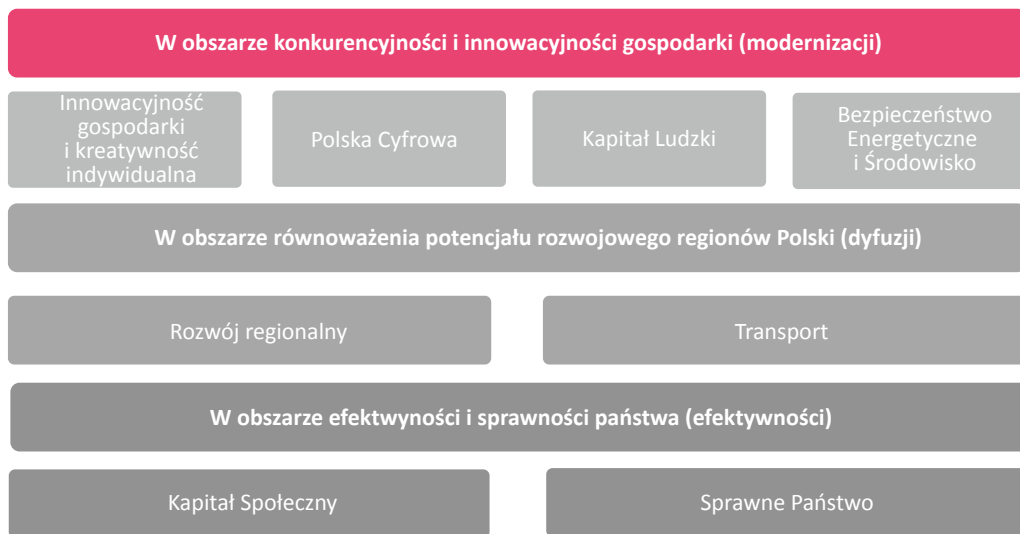 W obszarze konkurencyjności i innowacyjności gospodarki (modernizacji)
Innowacyjność
gospodarki
i kreatywność
indywidualna
Polska Cyfrowa
Kapitał Ludzki
Bezpieczeństwo
Energetyczne
i Środowisko
W obszarze równoważenia potencjału rozwojowego regionów Polski (dyfuzji)
Rozwój regionalny
Transport
W obszarze efektwyności i sprawności państwa (efektywności)
Kapitał Społeczny
Sprawne Państwo